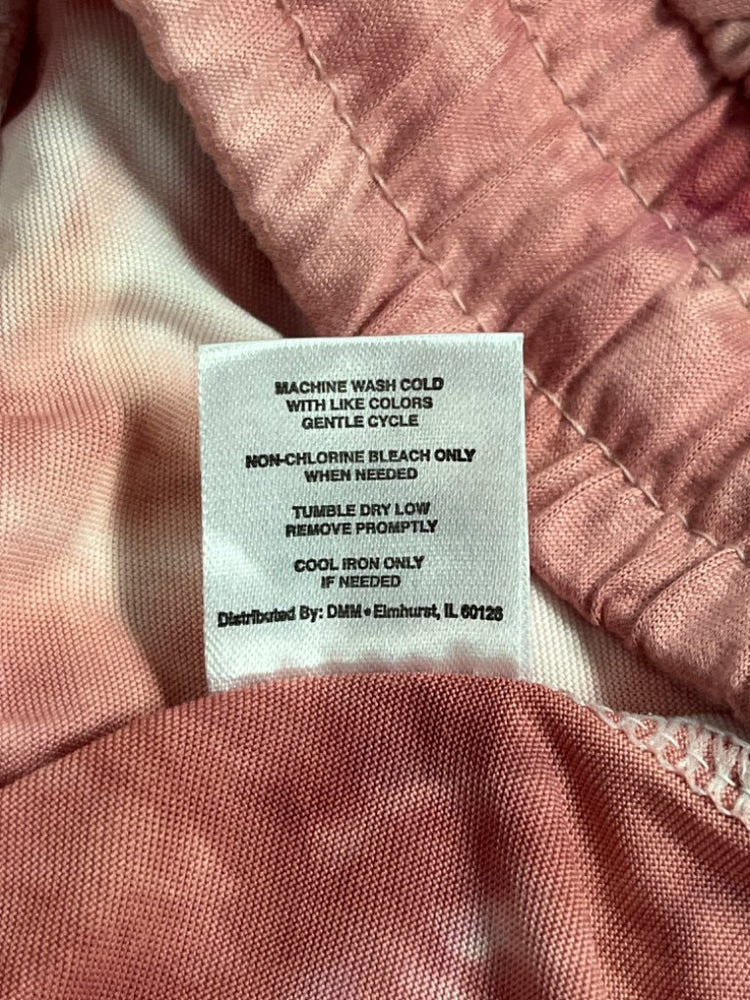 MACHINE WASH COLD
WITH LIKE COLORS
GENTLE CYCLE
NON-CHLORINE BLEACH ONLY
WHEN NEEDED
TUMBLE DRY LOW
REMOVE PROMPTLY
COOL IRON ONLY
IF NEEDED
Distributed By: DMM • Elmhurst, IL 60126